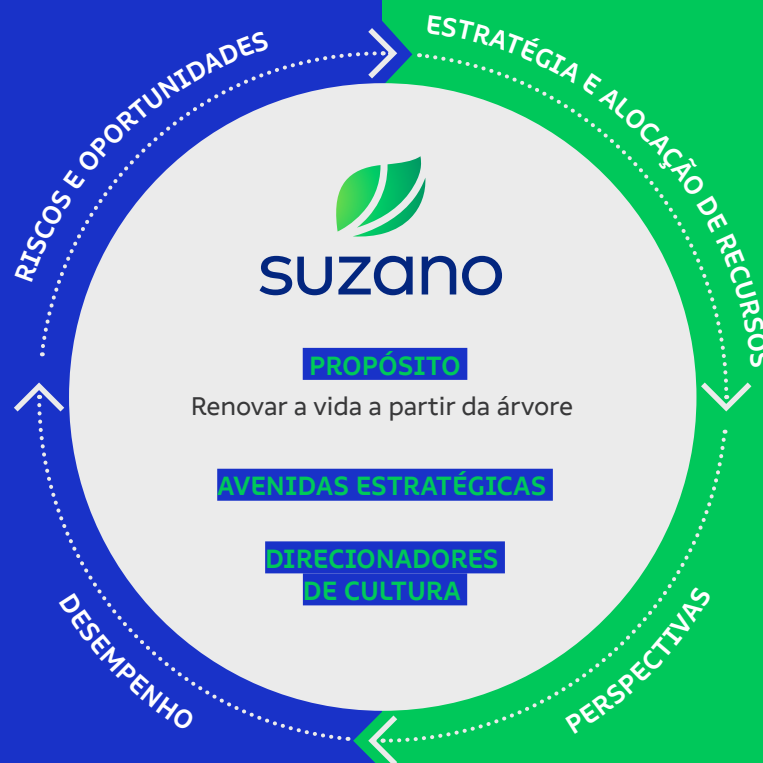 RISCOS E OPORTUNIDADES
ESTRATÉGIA E ALOCAÇÃO DE RECURSOS
suzano
PROPÓSITO
Renovar a vida a partir da árvore
AVENIDAS ESTRATÉGICAS
DIRECIONADORES
DE CULTURA
DESEMPENHO
PERSPECTIVAS